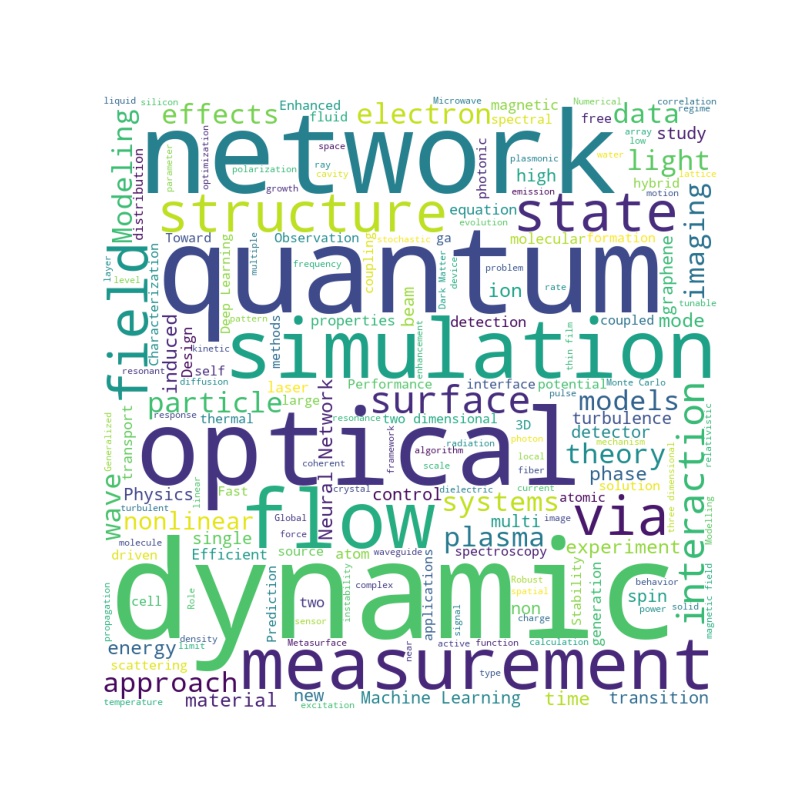 liquid silicon Enhanced magnetic Microwave Numerical correlation
effects fluid electron spectral free data regime
network
Modeling distribution parameter optimization space ray polarization cavity growth
photonic plasmonic high emission water array low study
light hybrid lattice motion
structure equation evolution state
Toward Observation coupling stochastic ga molecular formation
field layer level Characterization Deep Learning multiple frequency
quantum
beam Dark Matter device problem ion rate graphene imaging tunable
pattern properties detection coupled mode
induced Design kinetic methods simulation enhancement thin film
resonant diffusion self laser Performance interface potential Monte Carlo
particle large surface pulse models
Generalized transport response thermal Neural Network resonance two dimensional 3D detector turbulence
optical
coherent framework algorithm radiation photon scale local fiber mechanism theory interaction relativistic
wave Physics linear Fast crystal dielectric current phase solution three dimensional
turbulent nonlinear Global flow control systems atomic via Modelling
molecule single force multi image
driven Efficient source atom waveguide plasma spectroscopy experiment
dynamic
propagation cell Role Prediction two sensor instability complex applications signal
Robust spatial non charge Stability generation spin behavior power solid magnetic field
energy limit density Metasurface near active function calculation
scattering measurement type
approach
temperature material new excitation Machine Learning time transition